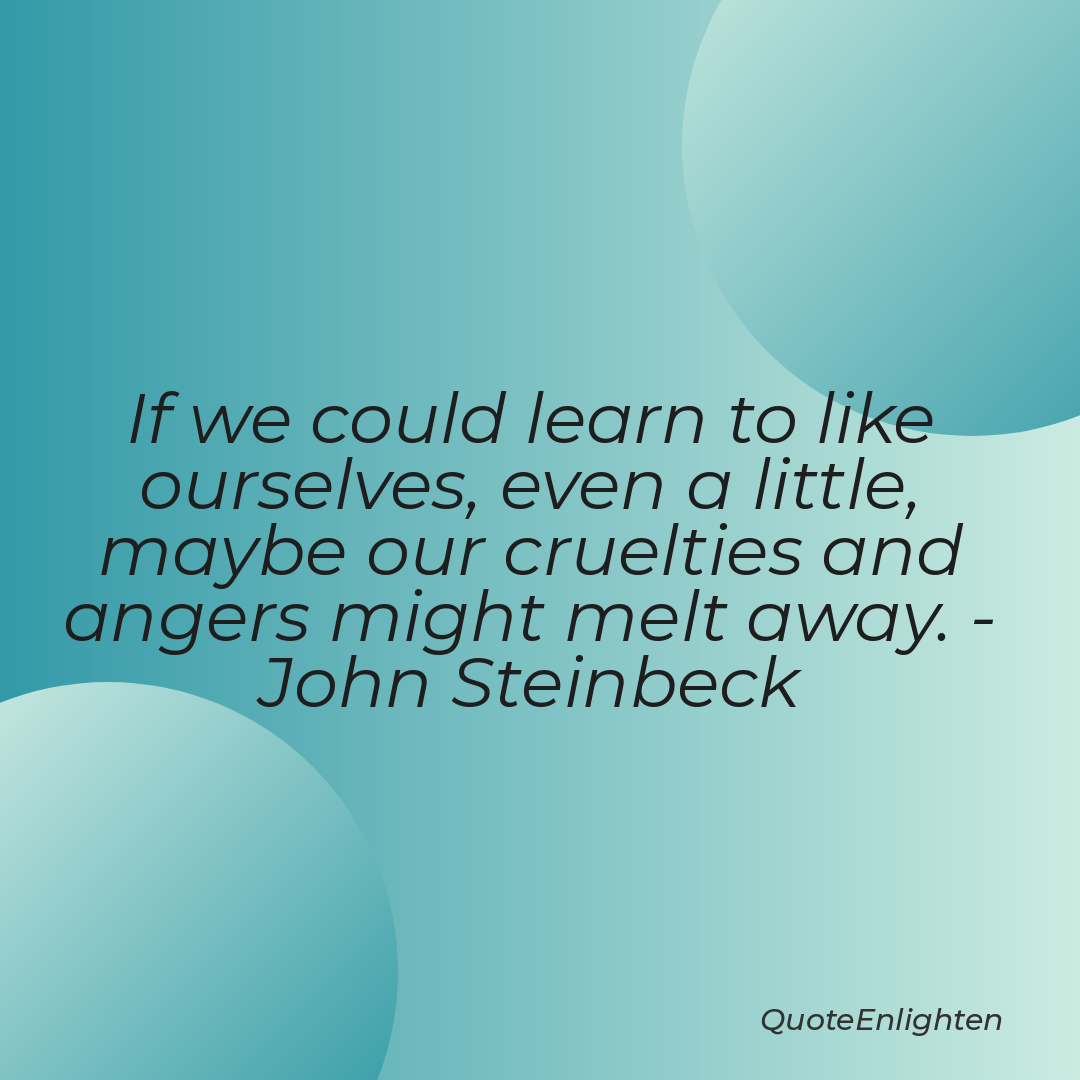 If we could learn to like
ourselves, even a little,
maybe our cruelties and
angers might melt away. -
John Steinbeck
QuoteEnlighten